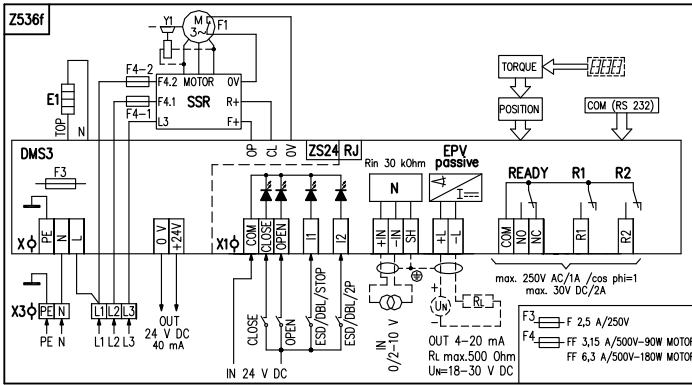 Z536f
Y1
M
3~
F1
F4-2
F4.2 MOTOR 0V
E1
F4.1 SSR R+
F4-1
L3 F+
TOP
N
OP
CL
0V
TORQUE
POSITION
COM (RS 232)
DMS3
F3
ZS24 RJ
Rin 30 kOhm
N
EPV
passive
READY R1 R2
X
PE
N
L
0 V
+24V
X1
COM
CLOSE
OPEN
I1
I2
+IN
-IN
SH
+L
-L
COM
NO
NC
R1
R2
X3
PE N
L1 L2 L3
PE N
L1 L2 L3
OUT
24 V DC
40 mA
CLOSE
OPEN
ESD/DBL/STOP
ESD/DBL/2P
IN 24 V DC
IN
0/2-10 V
UN
RL
OUT 4-20 mA
RL max.500 Ohm
UN=18-30 V DC
max. 250V AC/1A /cos phi=1
max. 30V DC/2A
F3 F 2,5 A/250V
F4 FF 3,15 A/500V-90W MOTOR
FF 6,3 A/500V-180W MOTOR